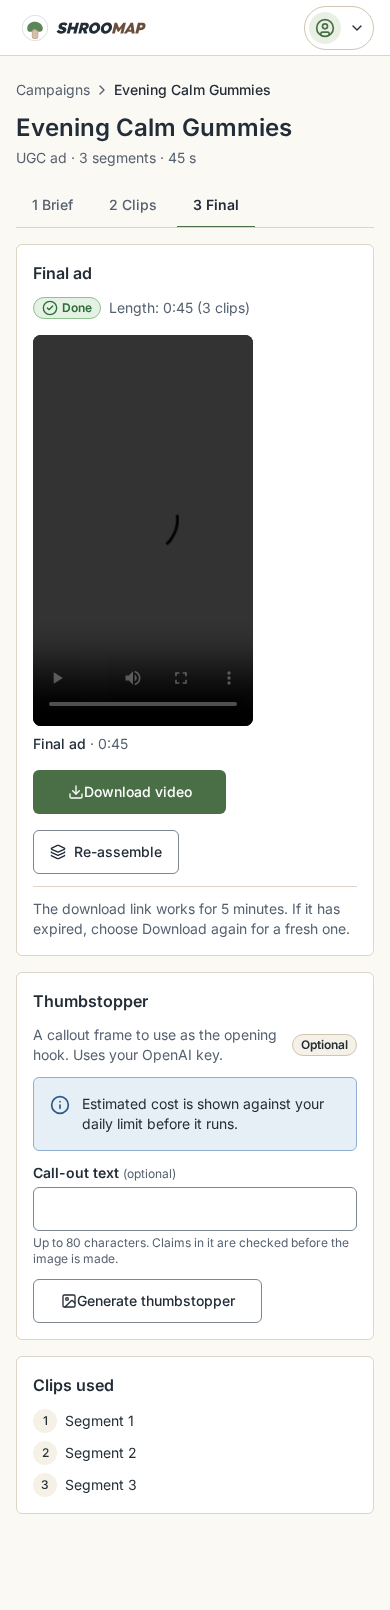 SHROOMAP
Campaigns > Evening Calm Gummies
Evening Calm Gummies
UGC ad · 3 segments · 45 s
1 Brief 2 Clips 3 Final
Final ad
Done Length: 0:45 (3 clips)
Final ad · 0:45
Download video
Re-assemble
The download link works for 5 minutes. If it has
expired, choose Download again for a fresh one.
Thumbstopper
A callout frame to use as the opening
hook. Uses your OpenAI key.
Optional
Estimated cost is shown against your
daily limit before it runs.
Call-out text (optional)
Up to 80 characters. Claims in it are checked before the
image is made.
Generate thumbstopper
Clips used
1 Segment 1
2 Segment 2
3 Segment 3